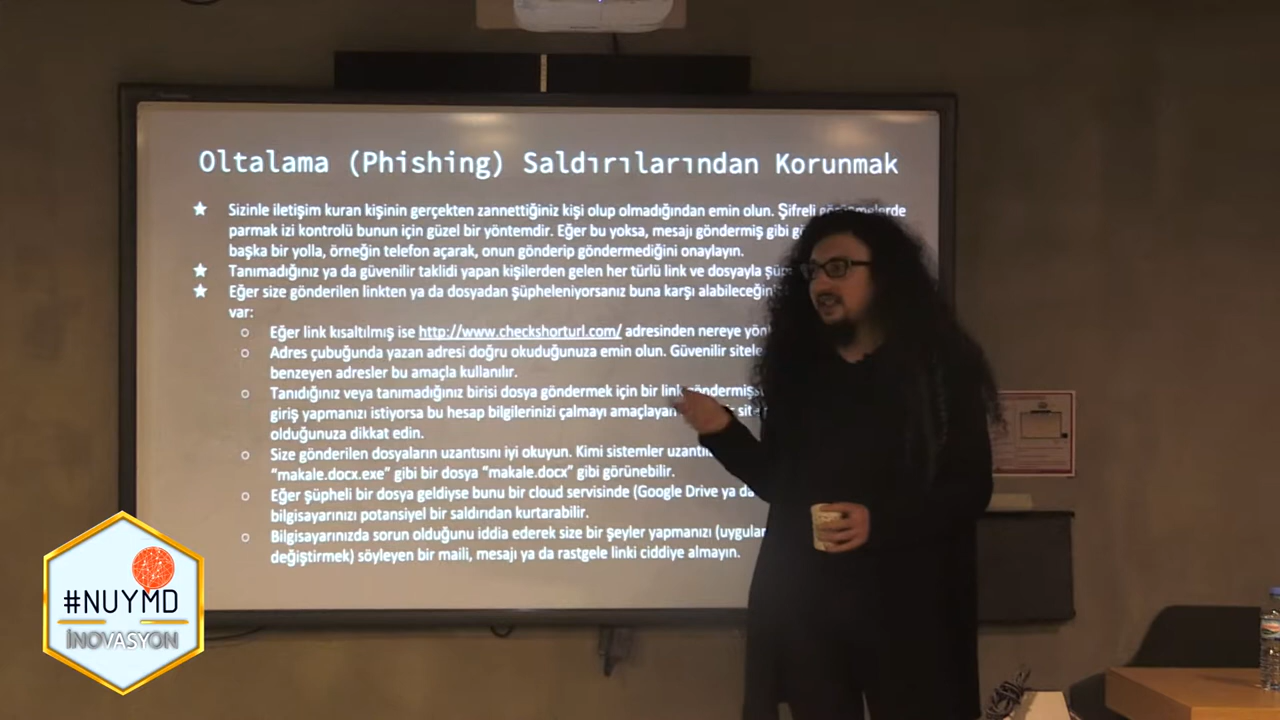 Oltalama (Phishing) Saldırılarından Korunmak
Sizinle iletişim kuran kişinin gerçekten zannettiğiniz kişi olup olmadığından emin olun. Şifreli
parmak izi kontrolü bunun için güzel bir yöntemdir. Eğer bu yoksa, mesajı göndermiş gibi
başka bir yolla, örneğin telefon açarak, onun gönderip göndermediğini onaylayın.
Tanımadığınız ya da güvenilir taklidi yapan kişilerden gelen her türlü link ve dosyayla
Eğer size gönderilen linkten ya da dosyadan şüpheleniyorsanız buna karşı
var:
Eğer link kısaltılmış ise http://www.checkshorturl.com/ adresinden nereye
Adres çubuğunda yazan adresi doğru okuduğunuza emin olun. Güvenilir
benzeyen adresler bu amaçla kullanılır.
Tanıdığınız veya tanımadığınız birisi dosya göndermek için bir link
giriş yapmanızı istiyorsa bu hesap bilgilerinizi çalmayı amaçlayan
olduğunuza dikkat edin.
Size gönderilen dosyaların uzantısını iyi okuyun. Kimi sistemler
"makale.docx.exe" gibi bir dosya "makale.docx" gibi görünebilir.
Eğer şüpheli bir dosya geldiyse bunu bir cloud servisinde (Google Drive ya da
bilgisayarınızı potansiyel bir saldırıdan kurtarabilir.
Bilgisayarınızda sorun olduğunu iddia ederek size bir şeyler yapmanızı
değiştirmek) söyleyen bir maili, mesajı ya da rastgele linki ciddiye almayın.
#NUYMD
İNOVASYON